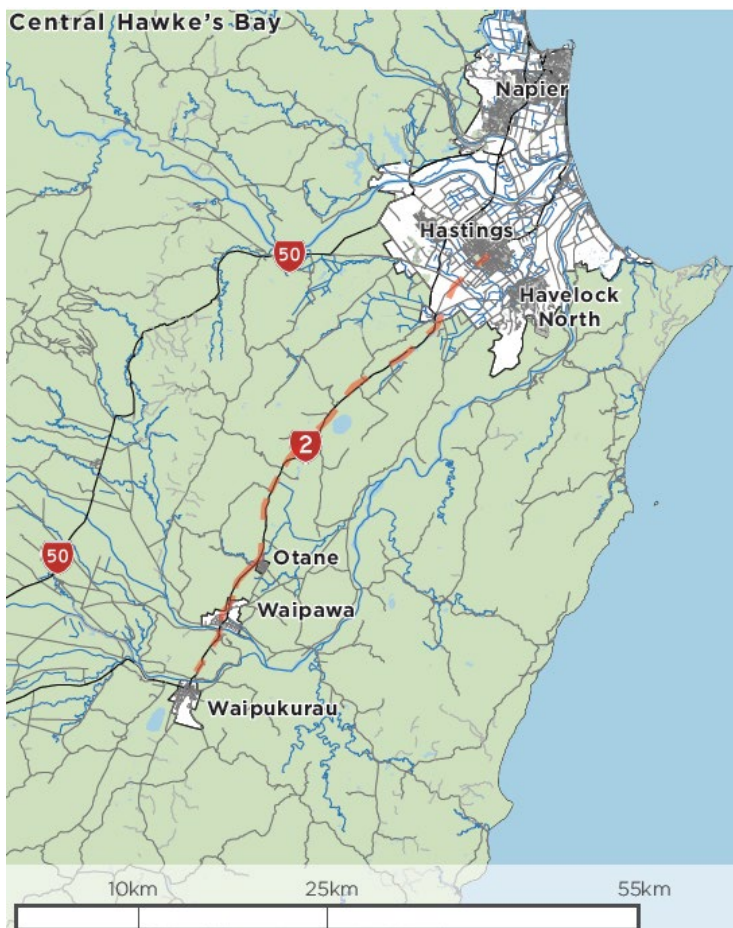 Central Hawke's Bay
Napier
Hastings
50
Havelock
North
2
50
Otane
Waipawa
Waipukurau
10km 25km 55km